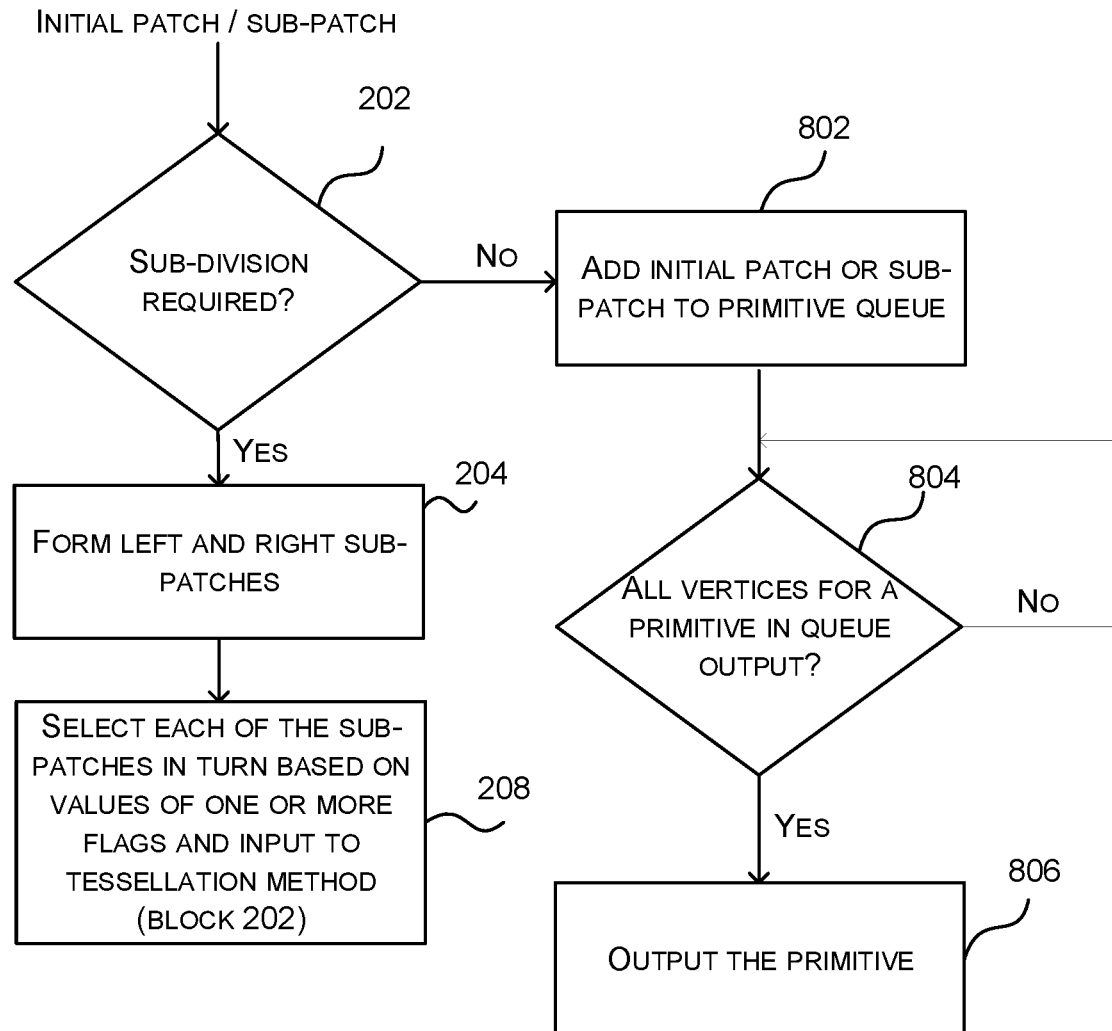 INITIAL PATCH / SUB-PATCH
202
SUB-DIVISION
REQUIRED?
NO
YES
204
FORM LEFT AND RIGHT SUB-
PATCHES
SELECT EACH OF THE SUB-
PATCHES IN TURN BASED ON
VALUES OF ONE OR MORE
FLAGS AND INPUT TO
TESSELLATION METHOD
(BLOCK 202)
208
802
ADD INITIAL PATCH OR SUB-
PATCH TO PRIMITIVE QUEUE
804
ALL VERTICES FOR A
PRIMITIVE IN QUEUE
OUTPUT?
NO
YES
806
OUTPUT THE PRIMITIVE